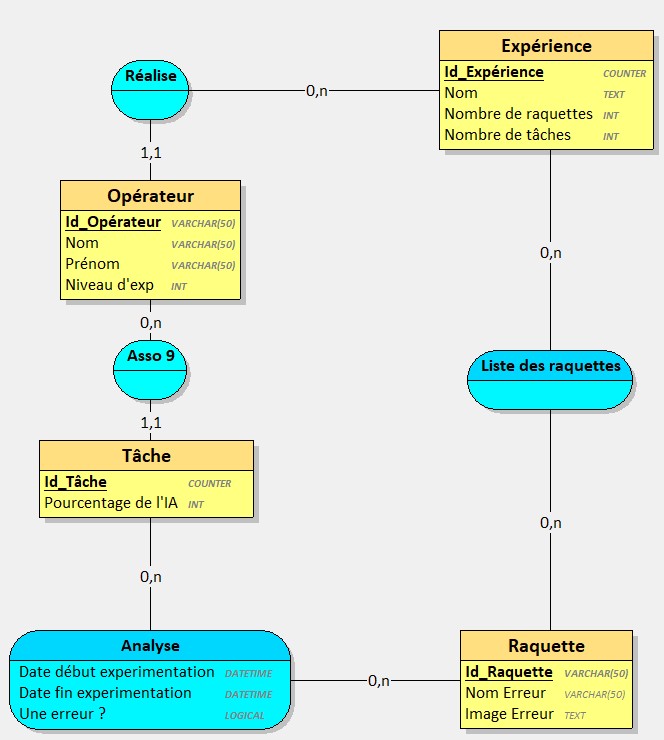 Réalise
0,n
Expérience
Id_Expérience COUNTER
Nom TEXT
Nombre de raquettes INT
Nombre de tâches INT
1,1
Opérateur
Id_Opérateur VARCHAR(50)
Nom VARCHAR(50)
Prénom VARCHAR(50)
Niveau d'exp INT
0,n
0,n
Asso 9
Liste des raquettes
1,1
Tâche
Id_Tâche COUNTER
Pourcentage de l'IA INT
0,n
0,n
Analyse
Date début experimentation DATETIME
Date fin experimentation DATETIME
Une erreur ? LOGICAL
0,n
Raquette
Id_Raquette VARCHAR(50)
Nom Erreur VARCHAR(50)
Image Erreur TEXT